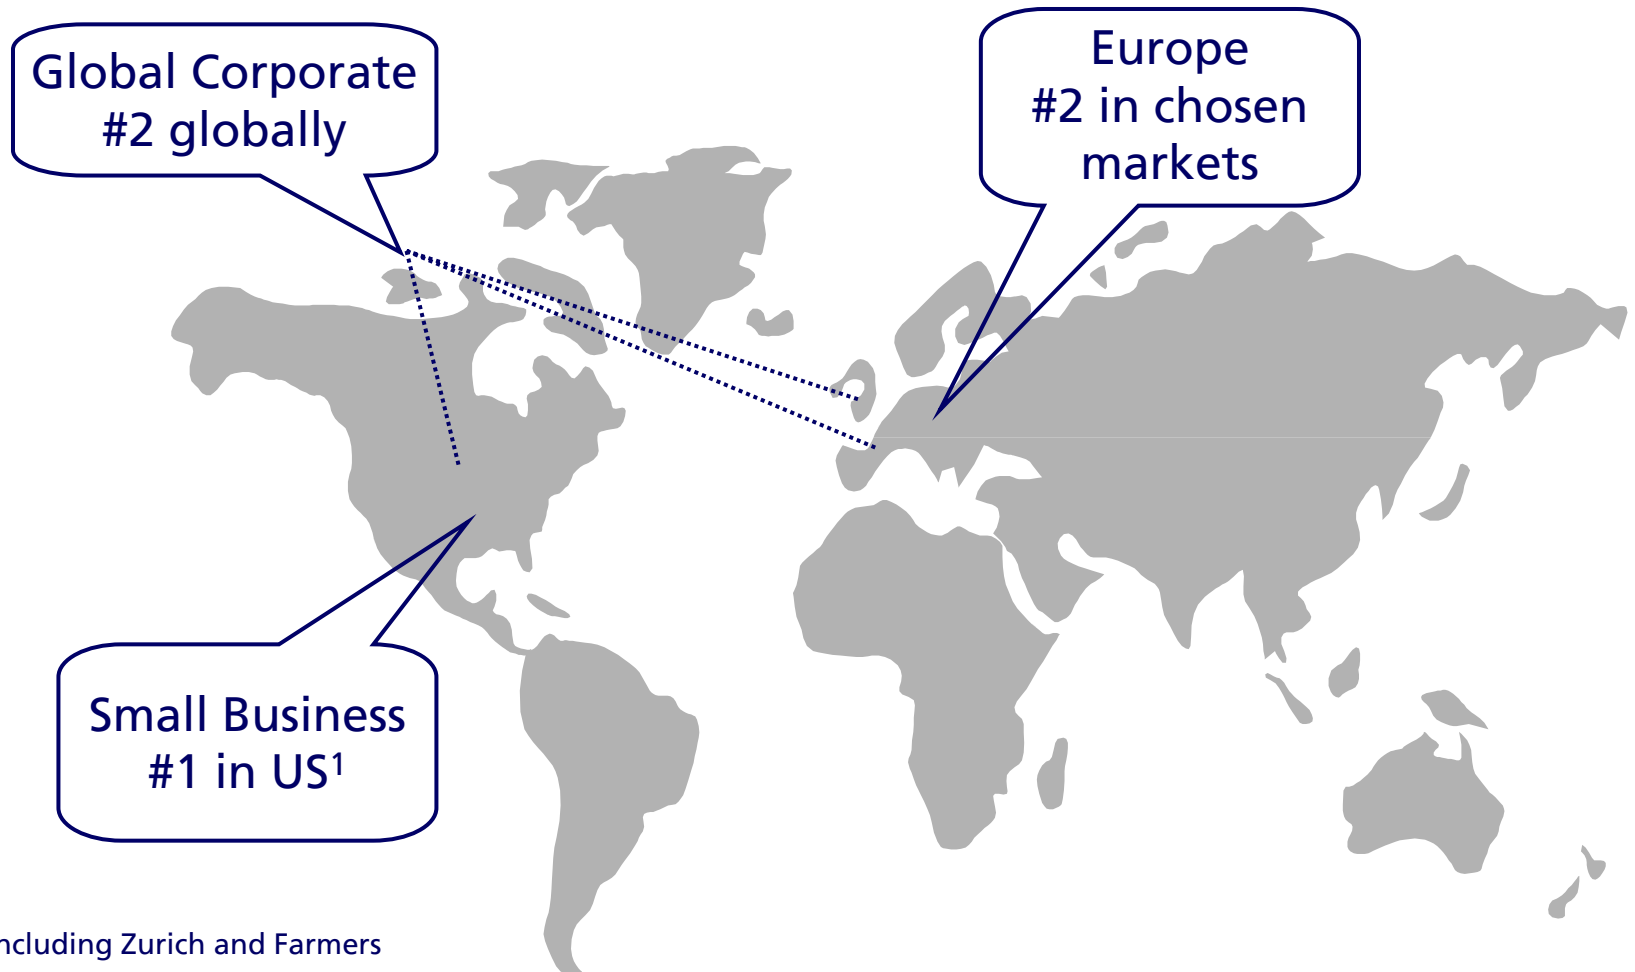 Global Corporate
#2 globally
Europe
#2 in chosen
markets
Small Business
#1 in US¹
ncluding Zurich and Farmers